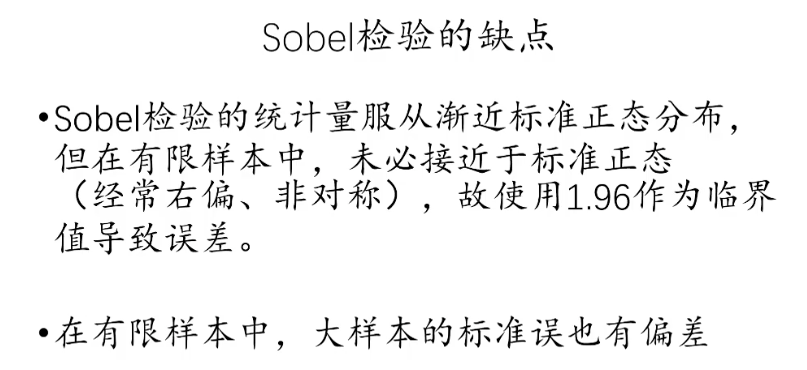 Sobel检验的缺点
•Sobel检验的统计量服从渐近标准正态分布，
但在有限样本中，未必接近于标准正态
（经常右偏、非对称），故使用1.96作为临界
值导致误差。
•在有限样本中，大样本的标准误也有偏差